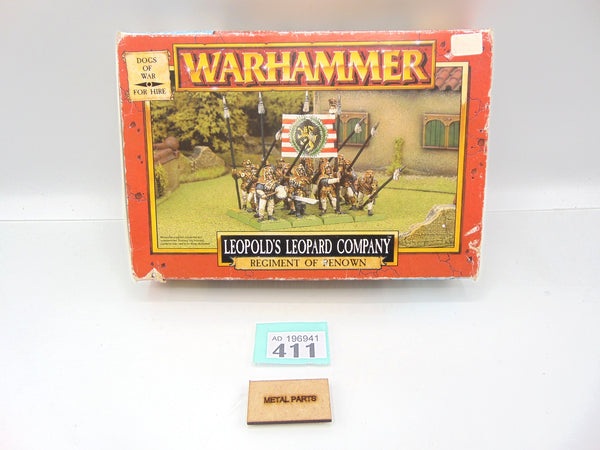 DOGS
OF
WAR
FOR HIRE
WARHAMMER
LEOPOLD'S LEOPARD COMPANY
REGIMENT OF RENOWN
AD 196941
411
METAL PARTS